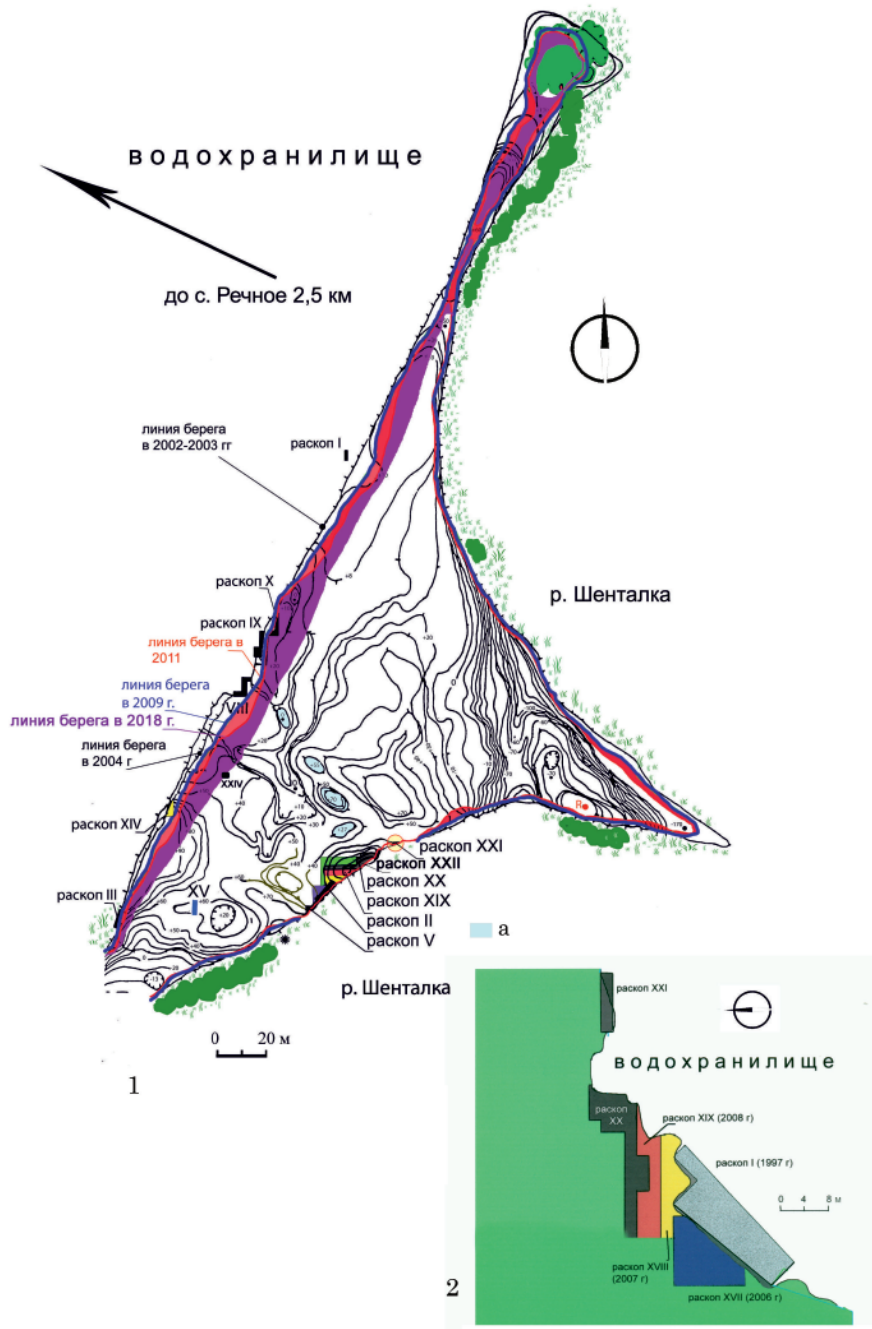 водохранилище
до с. Речное 2,5 км
линия берега
в 2002-2003 гг
раскоп I
р. Шенталка
раскоп X
раскоп IX
линия берега в
2011
линия берега
в 2009 г.
VIII
линия берега в 2018 г.
линия берега
в 2004 г
XXIV
раскоп XIV
Я
раскоп XXI
раскоп XXII
раскоп XX
раскоп XIX
раскоп II
раскоп V
раскоп III
XV
а
р. Шенталка
0 20 м
1
раскоп XXI
водохранилище
раскоп
XX
раскоп XIX (2008 г)
раскоп I (1997 г)
0 4 8 м
раскоп XVIII
(2007 г)
раскоп XVII (2006 г)
2